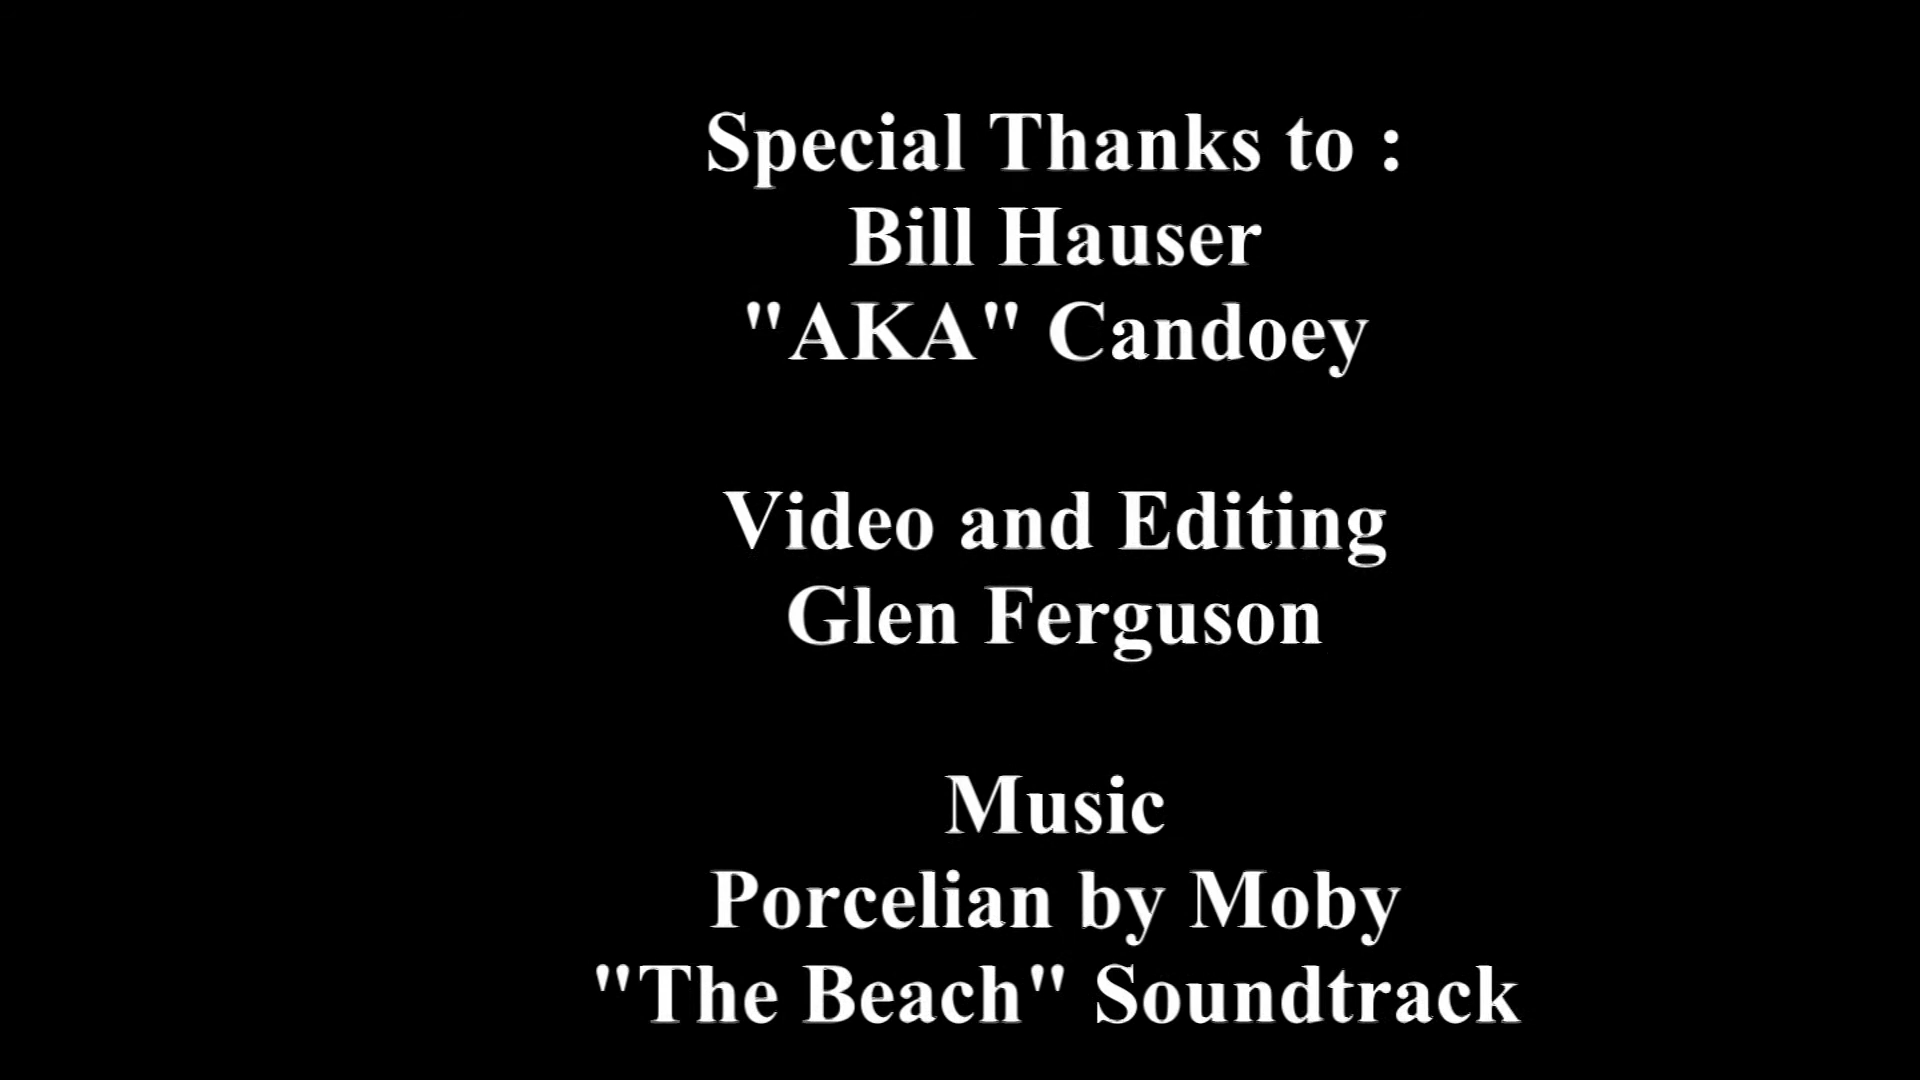 Special Thanks to :
Bill Hauser
"AKA" Candoey
Video and Editing
Glen Ferguson
Music
Porcelian by Moby
"The Beach" Soundtrack